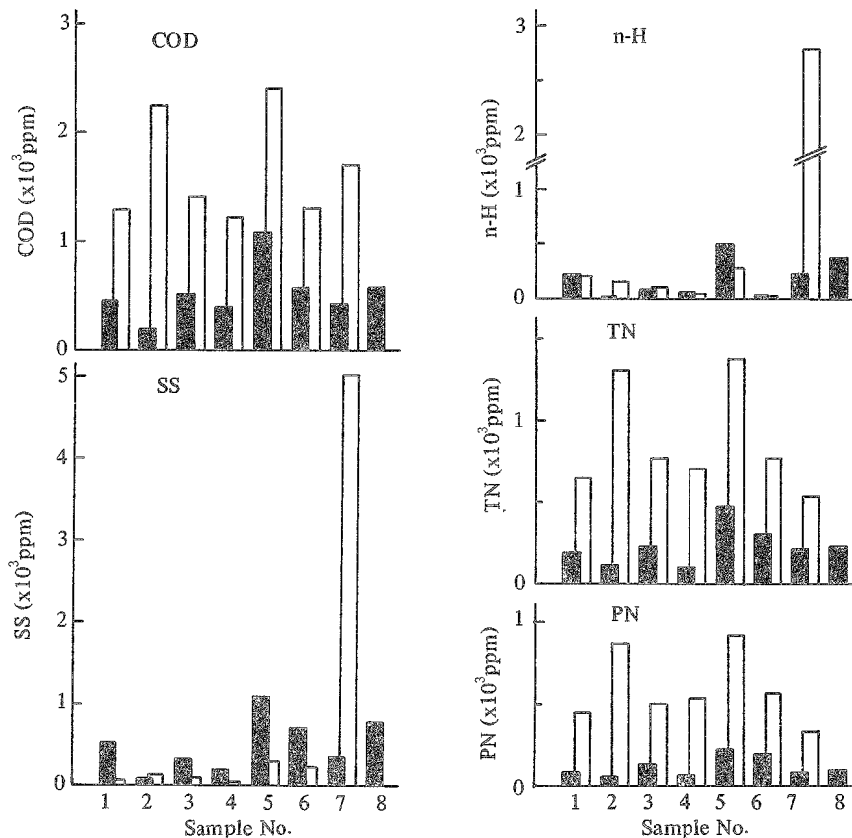 COD
COD (x10³ppm)
3
2
1
0
SS
SS (x10³ppm)
5
4
3
2
1
0
1 2 3 4 5 6 7 8
Sample No.
n-H
n-H (x10³ppm)
3
2
1
0
TN
TN (x10³ppm)
1
0
PN
PN (x10³ppm)
1
0
1 2 3 4 5 6 7 8
Sample No.